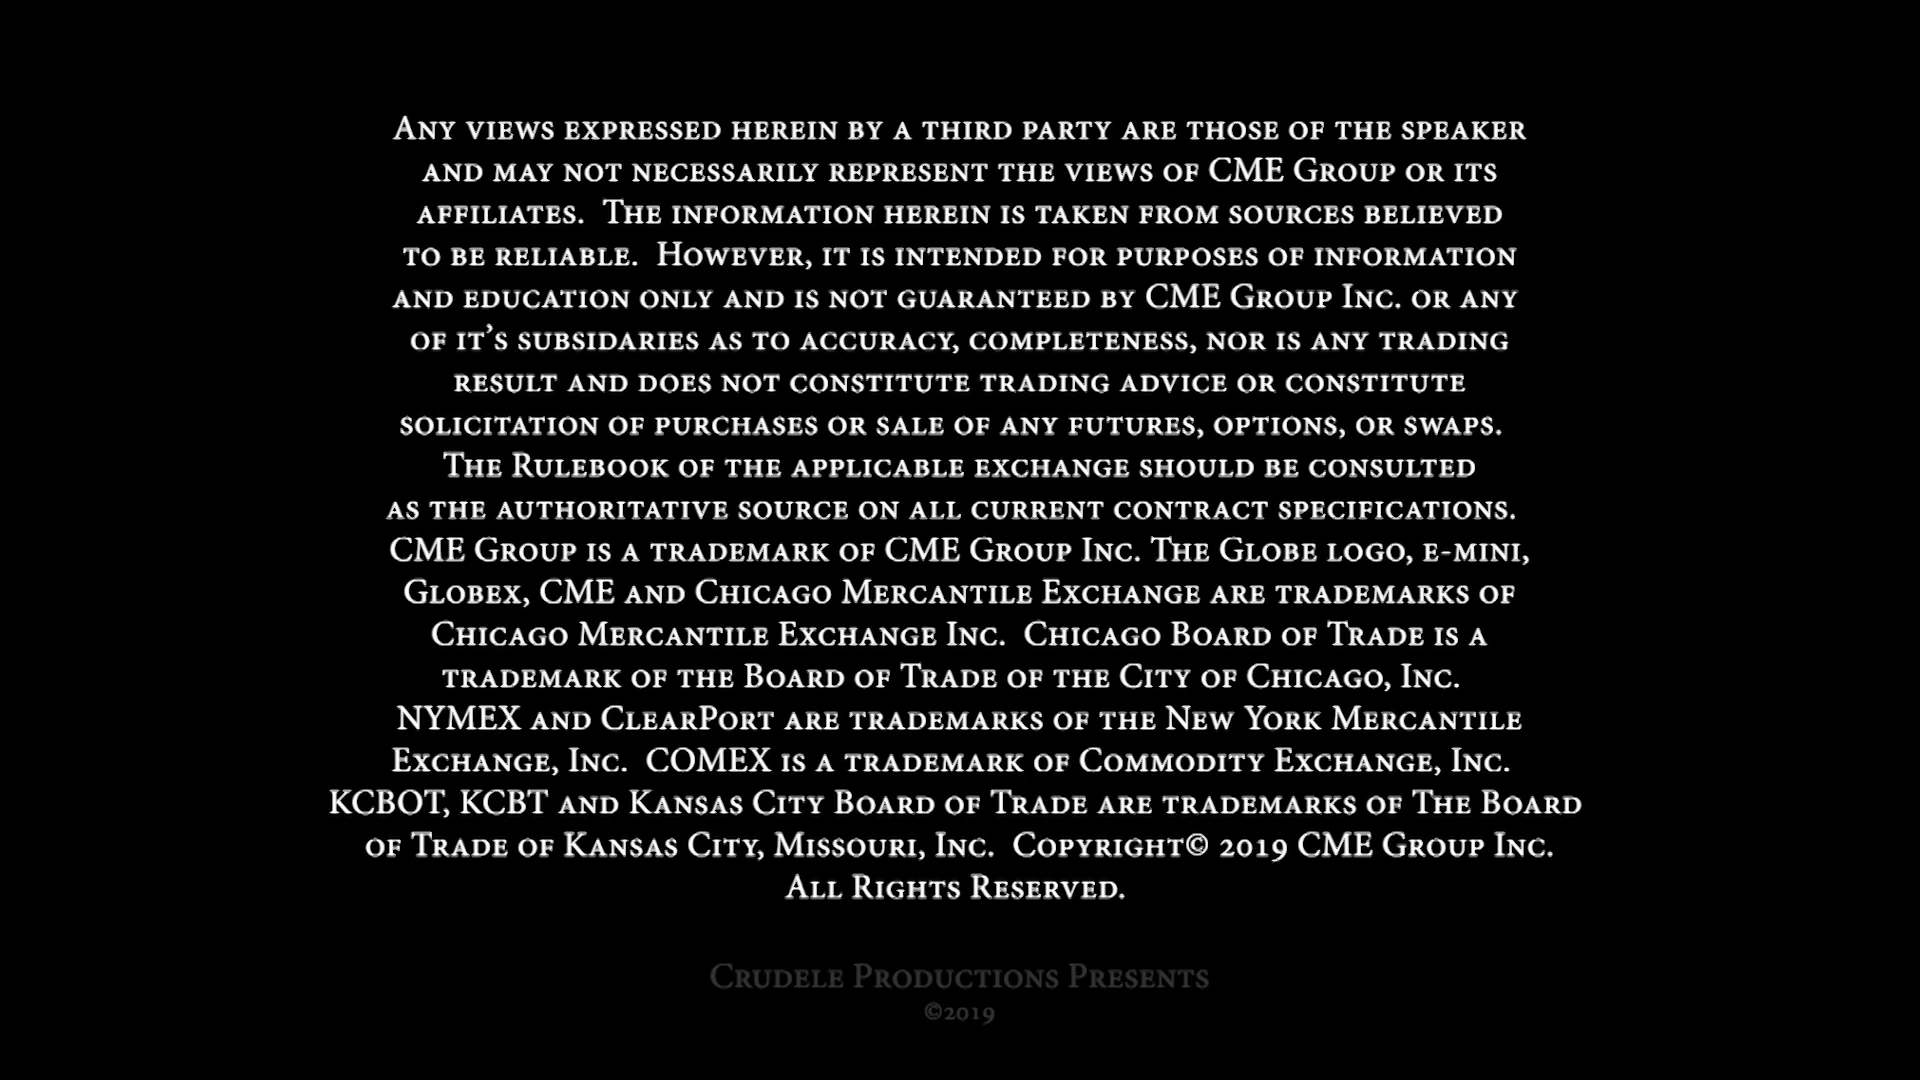 Any views expressed herein by a third party are those of the speaker
and may not necessarily represent the views of CME Group or its
affiliates.  The information herein is taken from sources believed
to be reliable.  However, it is intended for purposes of information
and education only and is not guaranteed by CME Group Inc. or any
of it's subsidaries as to accuracy, completeness, nor is any trading
result and does not constitute trading advice or constitute
solicitation of purchases or sale of any futures, options, or swaps.
The Rulebook of the applicable exchange should be consulted
as the authoritative source on all current contract specifications.
CME Group is a trademark of CME Group Inc. The Globe logo, e-mini,
Globex, CME and Chicago Mercantile Exchange are trademarks of
Chicago Mercantile Exchange Inc.  Chicago Board of Trade is a
trademark of the Board of Trade of the City of Chicago, Inc.
NYMEX and ClearPort are trademarks of the New York Mercantile
Exchange, Inc.  COMEX is a trademark of Commodity Exchange, Inc.
KCBOT, KCBT and Kansas City Board of Trade are trademarks of The Board
of Trade of Kansas City, Missouri, Inc.  Copyright© 2019 CME Group Inc.
All Rights Reserved.
Crudele Productions Presents
©2019